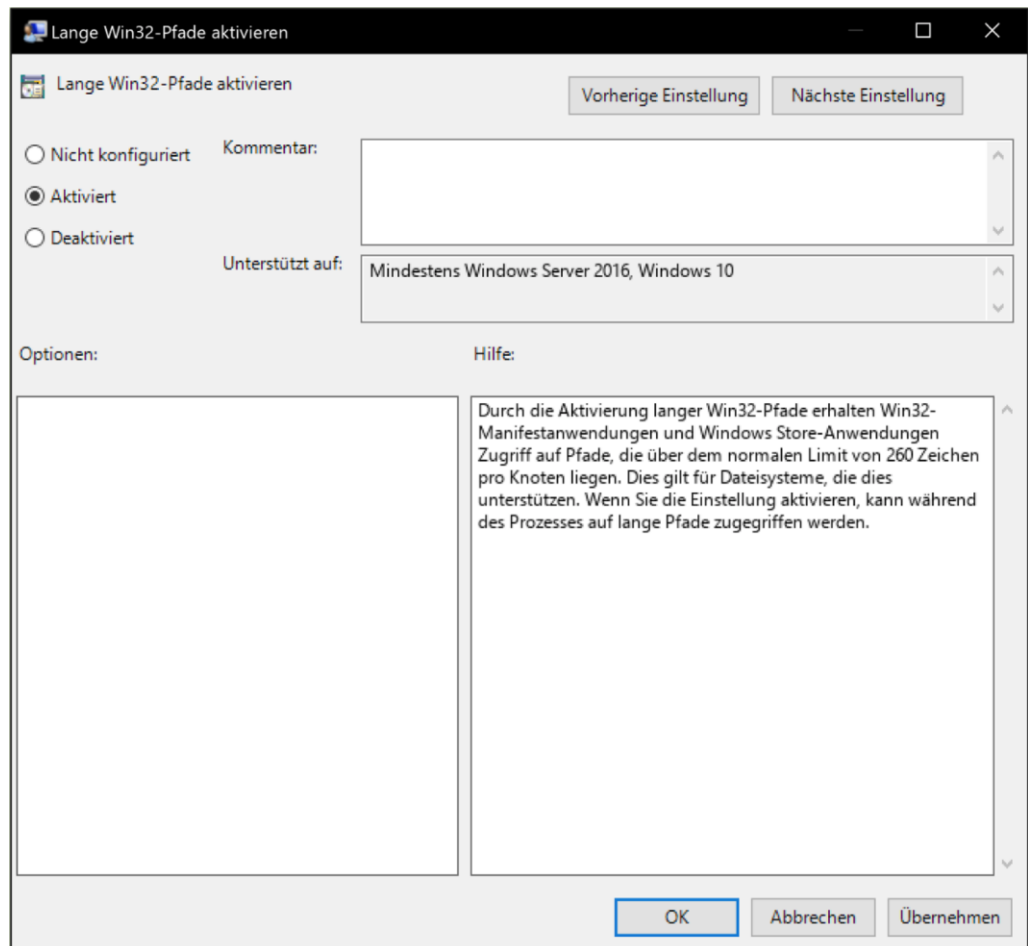 Lange Win32-Pfade aktivieren
Lange Win32-Pfade aktivieren
Vorherige Einstellung
Nächste Einstellung
Nicht konfiguriert
Aktiviert
Deaktiviert
Kommentar:
Unterstützt auf:
Mindestens Windows Server 2016, Windows 10
Optionen:
Hilfe:
Durch die Aktivierung langer Win32-
Manifestanwendungen und Windows Store-Anwendungen
Zugriff auf Pfade, die über dem normalen Limit von 260 Zeichen
pro Knoten liegen. Dies gilt für Dateisysteme, die dies
unterstützen. Wenn Sie die Einstellung aktivieren, kann während
des Prozesses auf lange Pfade zugegriffen werden.
OK
Abbrechen
Übernehmen